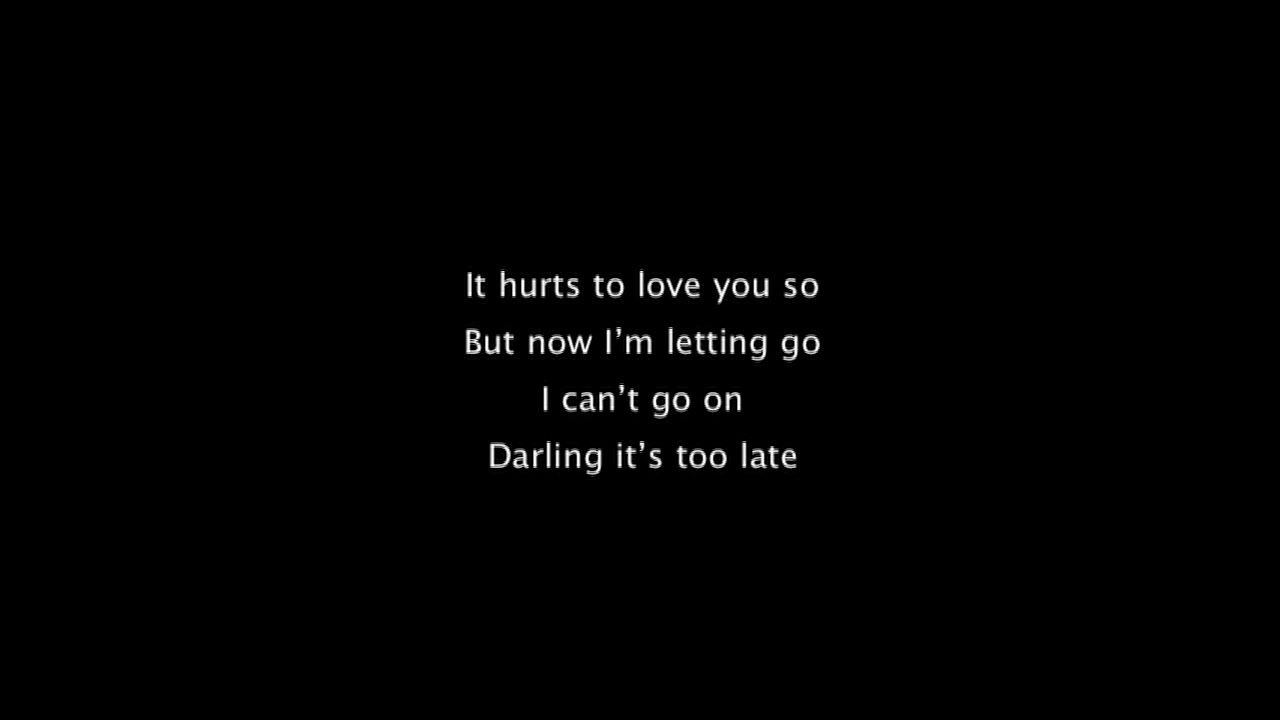 It hurts to love you so
But now I’m letting go
I can’t go on
Darling it’s too late